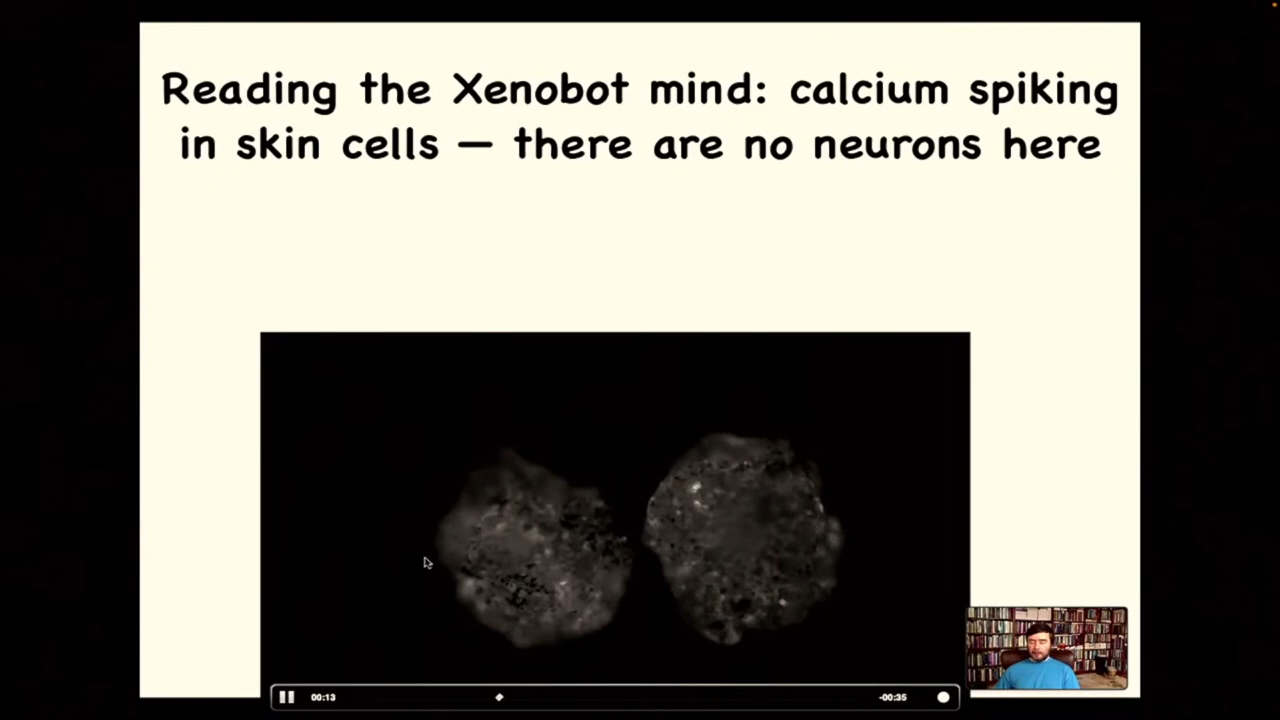 Reading the Xenobot mind: calcium spiking
in skin cells — there are no neurons here
00:13
-00:35